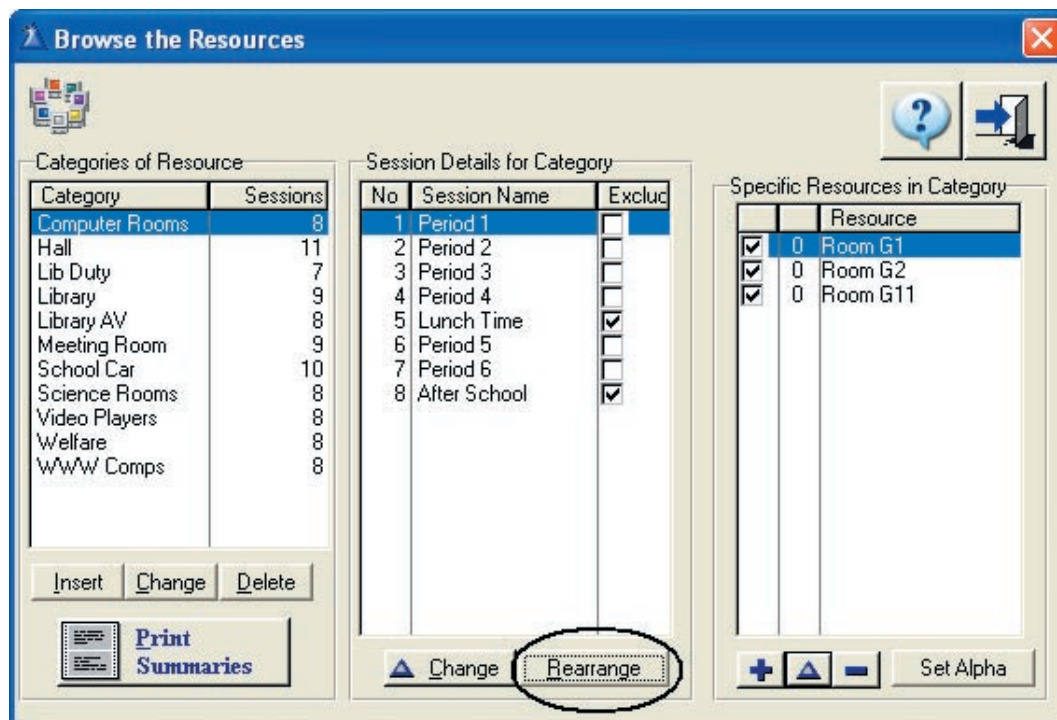 Browse the Resources
Categories of Resource
Category Sessions
Computer Rooms 8
Hall 11
Lib Duty 7
Library 9
Library AV 8
Meeting Room 9
School Car 10
Science Rooms 8
Video Players 8
Welfare 8
WWW Comps 8
Insert Change Delete
Print
Summaries
Session Details for Category
No Session Name Exclud
1 Period 1
2 Period 2
3 Period 3
4 Period 4
5 Lunch Time
6 Period 5
7 Period 6
8 After School
Change Rearrange
Specific Resources in Category
Resource
0 Room G1
0 Room G2
0 Room G11
Set Alpha